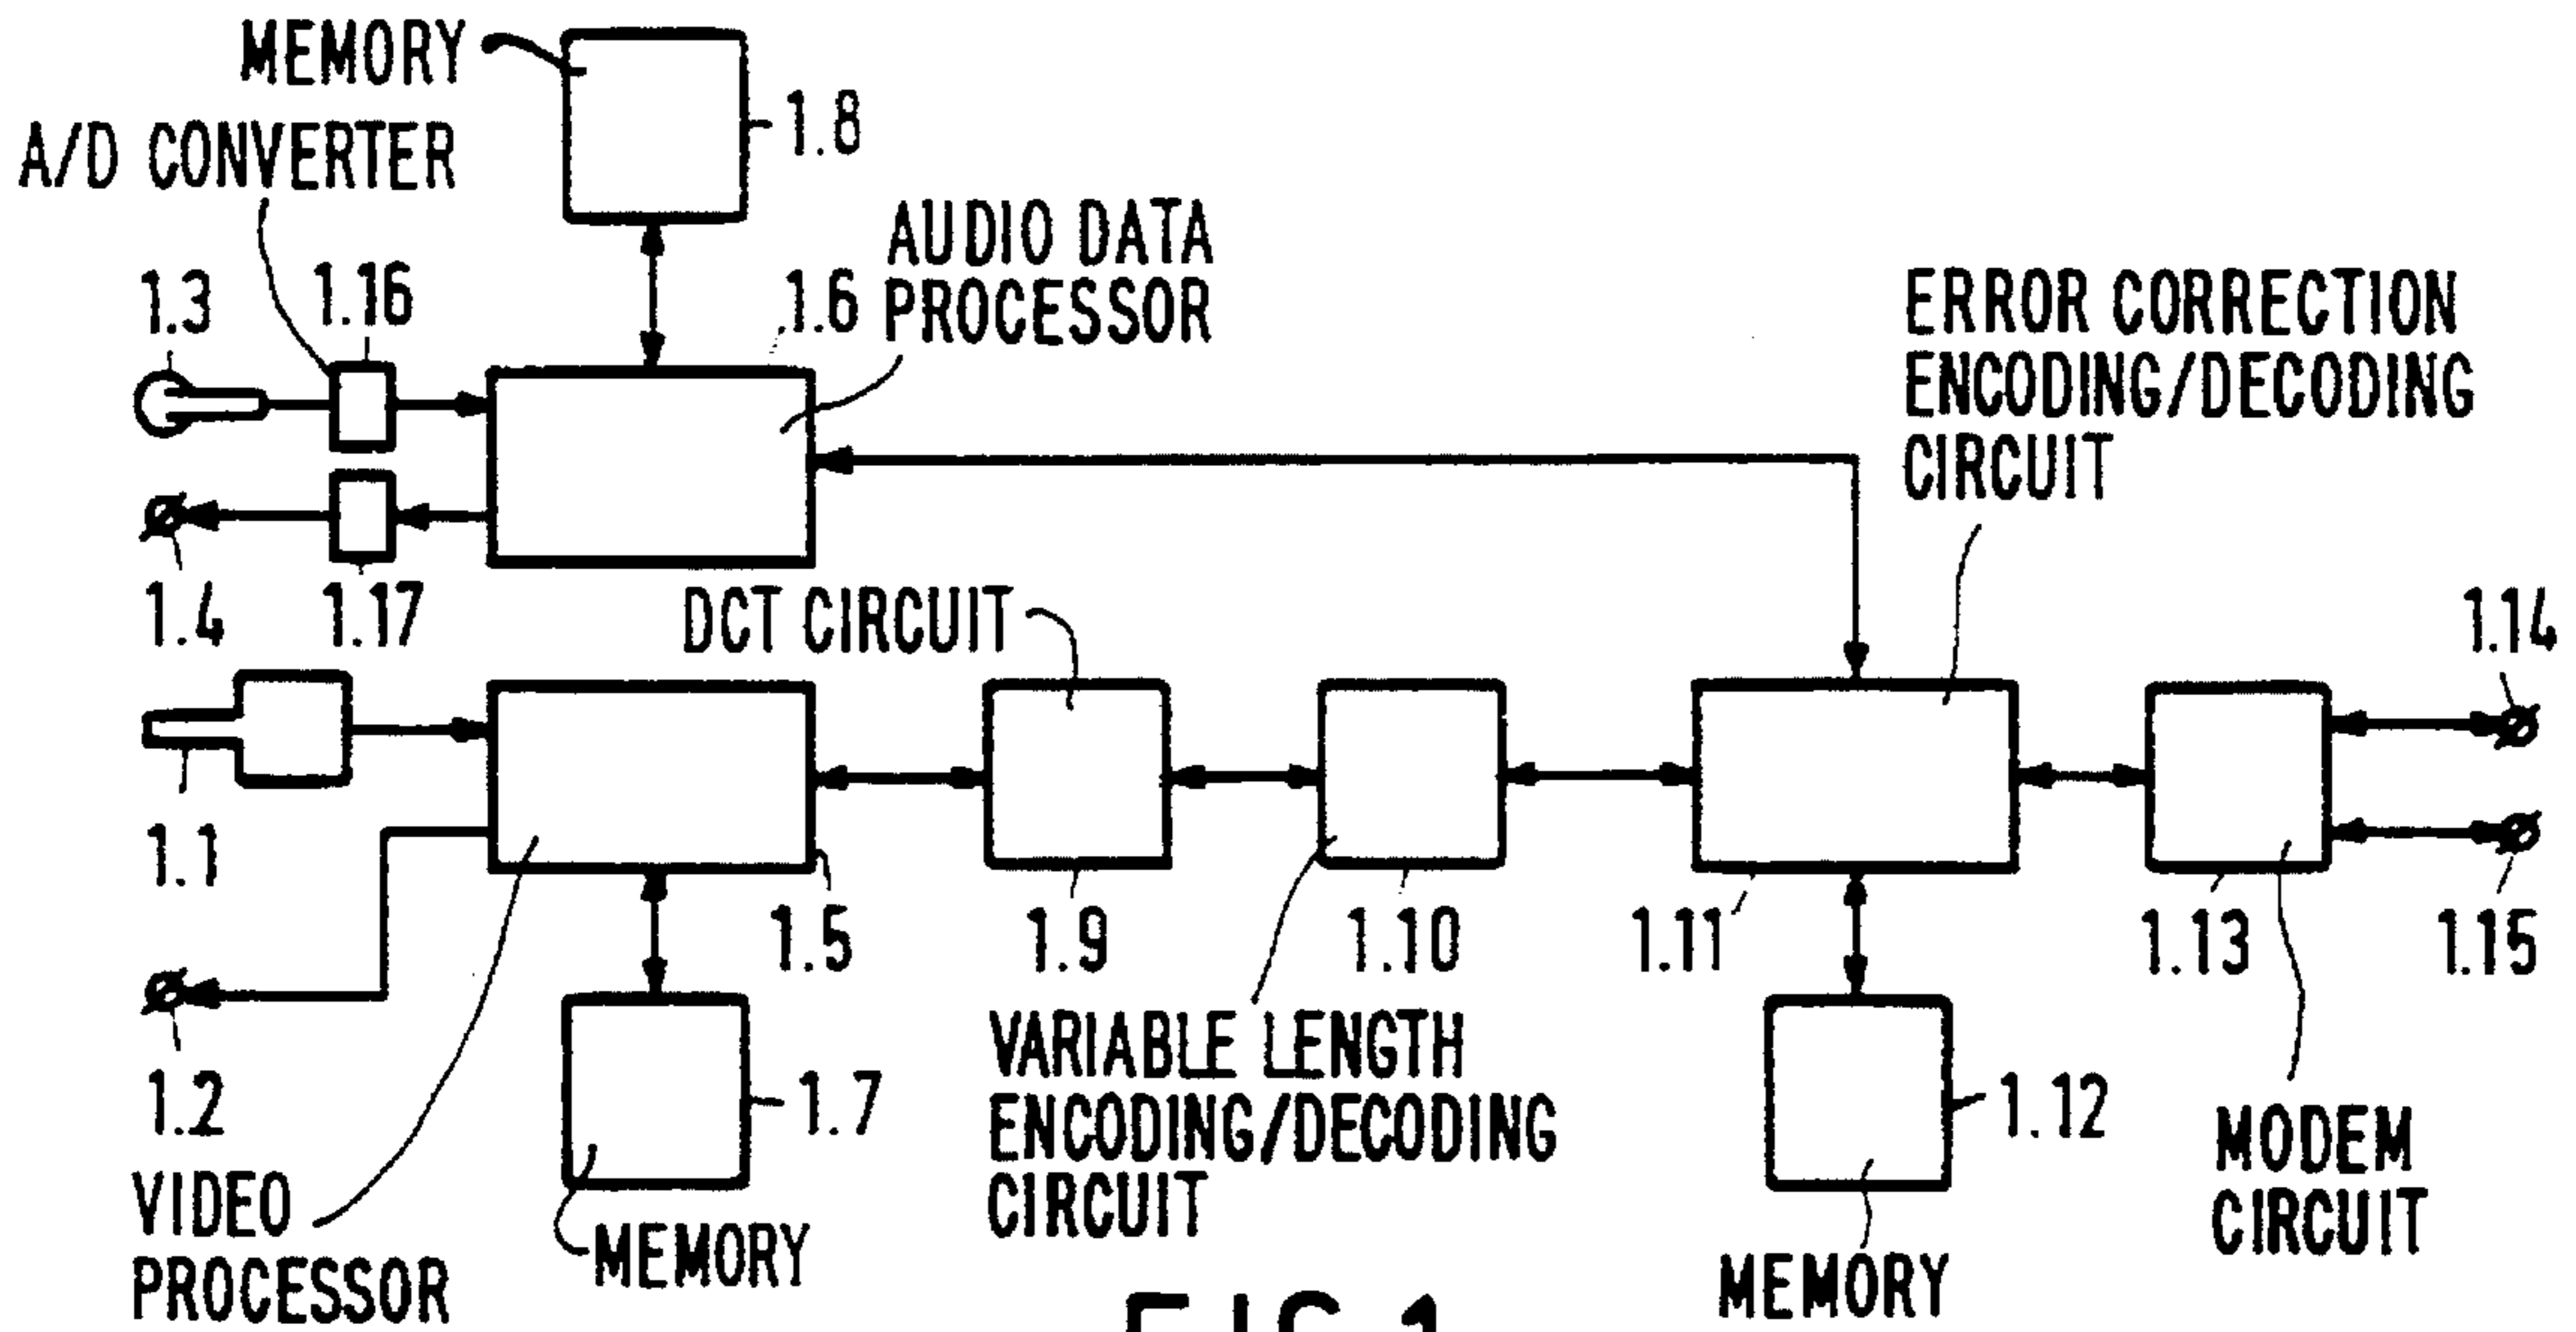 MEMORY
1.8
A/D CONVERTER
AUDIO DATA
PROCESSOR
1.3
1.16
1.6
ERROR CORRECTION
ENCODING/DECODING
CIRCUIT
1.4
1.17
DCT CIRCUIT
1.14
1.1
1.5
1.9
1.10
1.11
1.13
1.15
1.2
1.7
VARIABLE LENGTH
ENCODING/DECODING
CIRCUIT
1.12
MODEM
CIRCUIT
VIDEO
PROCESSOR
MEMORY
MEMORY
FIG.1